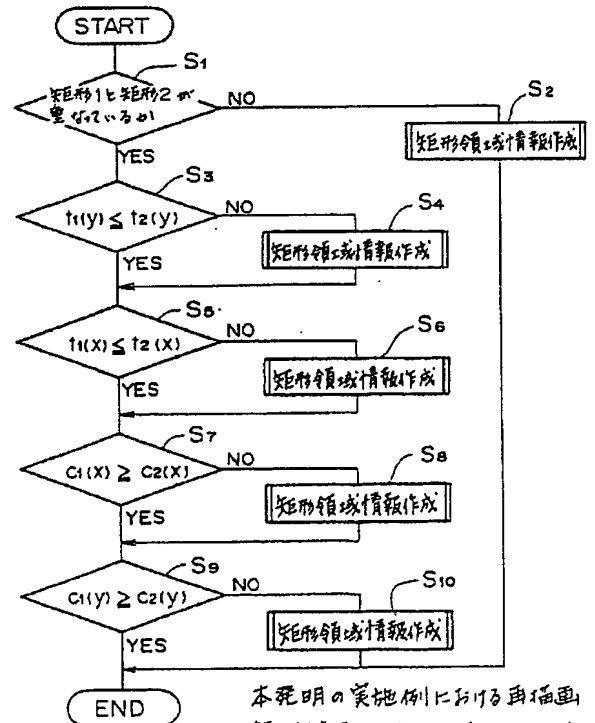 START
S1
矩形1と矩形2が
重なっているか
NO
S2
矩形領域情報作成
YES
S3
t1(y) ≦ t2(y)
NO
S4
矩形領域情報作成
YES
S5
t1(x) ≦ t2(x)
NO
S6
矩形領域情報作成
YES
S7
c1(x) ≧ c2(x)
NO
S8
矩形領域情報作成
YES
S9
c1(y) ≧ c2(y)
NO
S10
矩形領域情報作成
YES
END
本発明の実施例における再描画